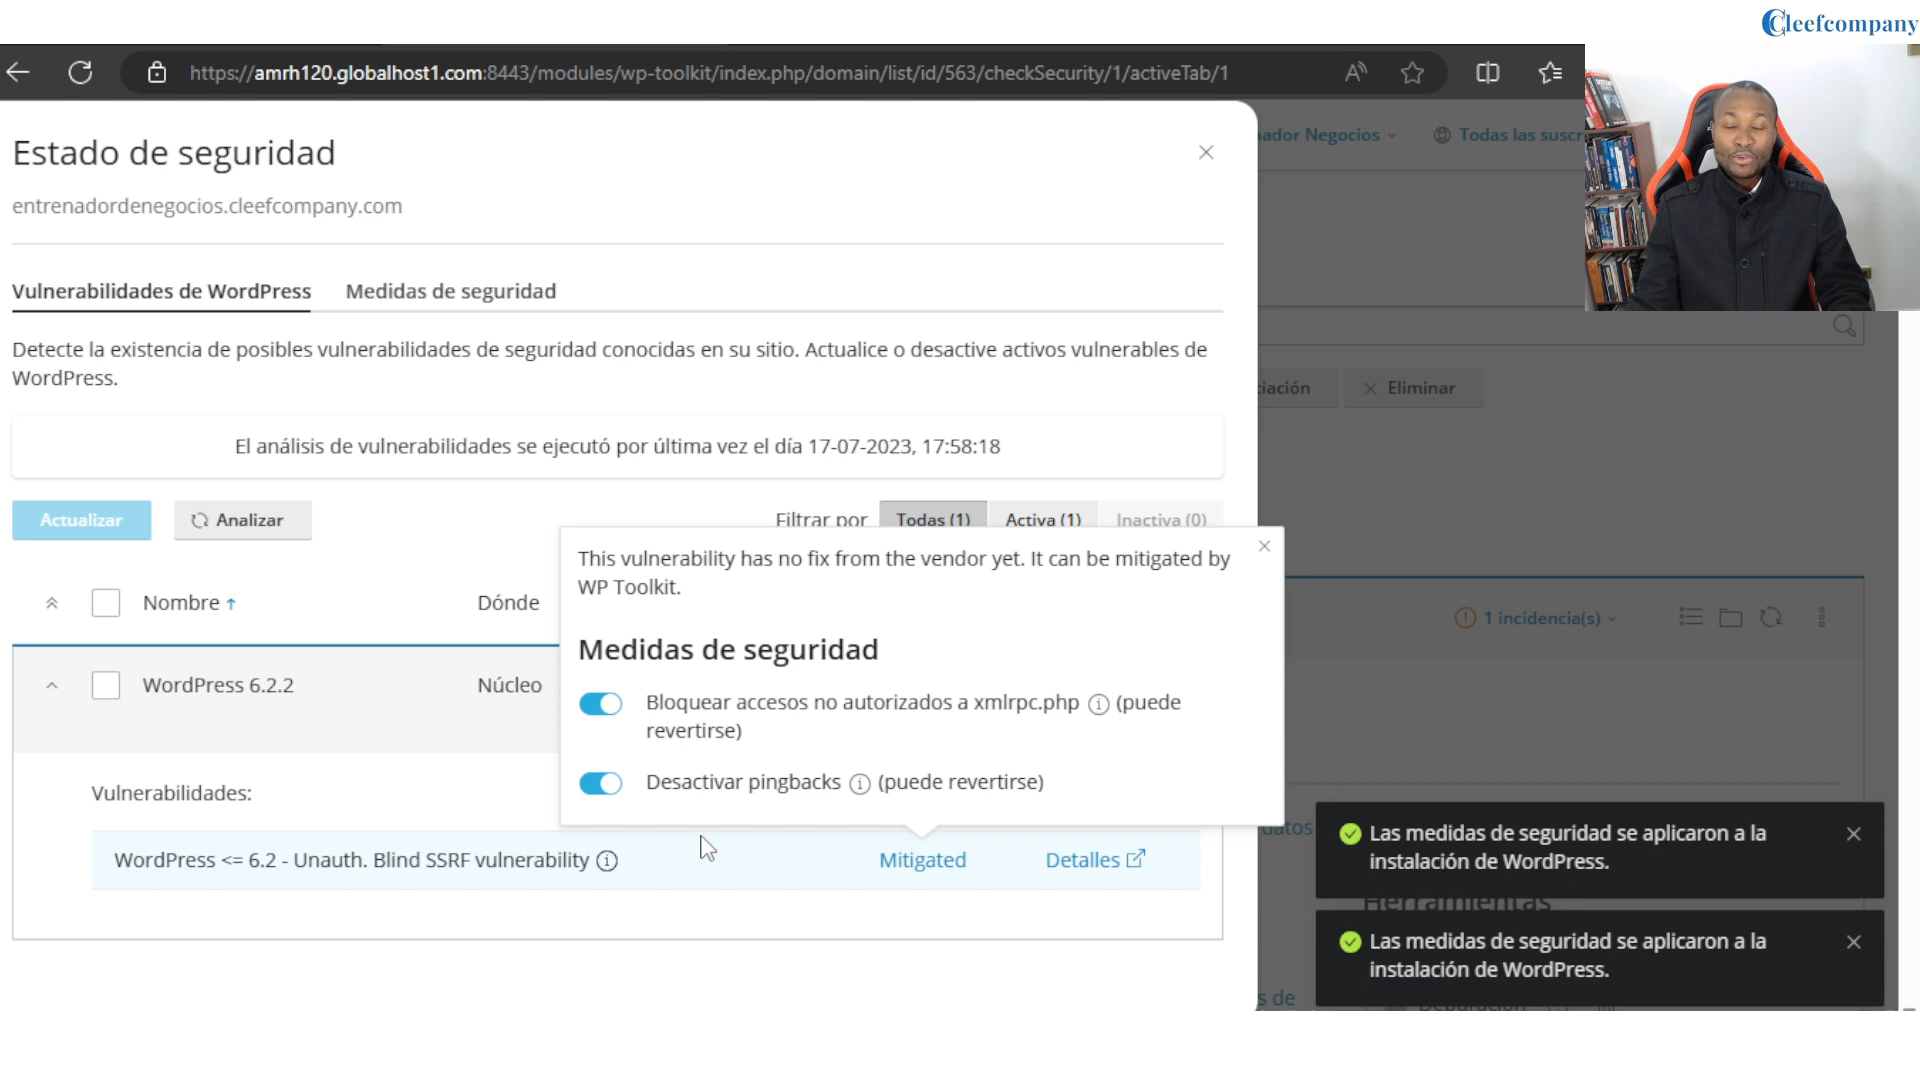 Cleefcompany
https://amrh120.globalhost1.com:8443/modules/wp-toolkit/index.php/domain/list/id/563/checkSecurity/1/activeTab/1
Estado de seguridad
ador Negocios
Todas las suscr
entrenadordenegocios.cleefcompany.com
Vulnerabilidades de WordPress
Medidas de seguridad
Detecte la existencia de posibles vulnerabilidades de seguridad conocidas en su sitio. Actualice o desactive activos vulnerables de
WordPress.
iación
Eliminar
El análisis de vulnerabilidades se ejecutó por última vez el día 17-07-2023, 17:58:18
Actualizar
Analizar
Filtrar por
Todas (1)
Activa (1)
Inactiva (0)
This vulnerability has no fix from the vendor yet. It can be mitigated by
WP Toolkit.
Nombre
Dónde
1 incidencia(s)
Medidas de seguridad
WordPress 6.2.2
Núcleo
Bloquear accesos no autorizados a xmlrpc.php (puede
revertirse)
Desactivar pingbacks (puede revertirse)
Vulnerabilidades:
datos
WordPress <= 6.2 - Unauth. Blind SSRF vulnerability
Mitigated
Detalles
Las medidas de seguridad se aplicaron a la
instalación de WordPress.
Herramientas
Las medidas de seguridad se aplicaron a la
instalación de WordPress.
s de